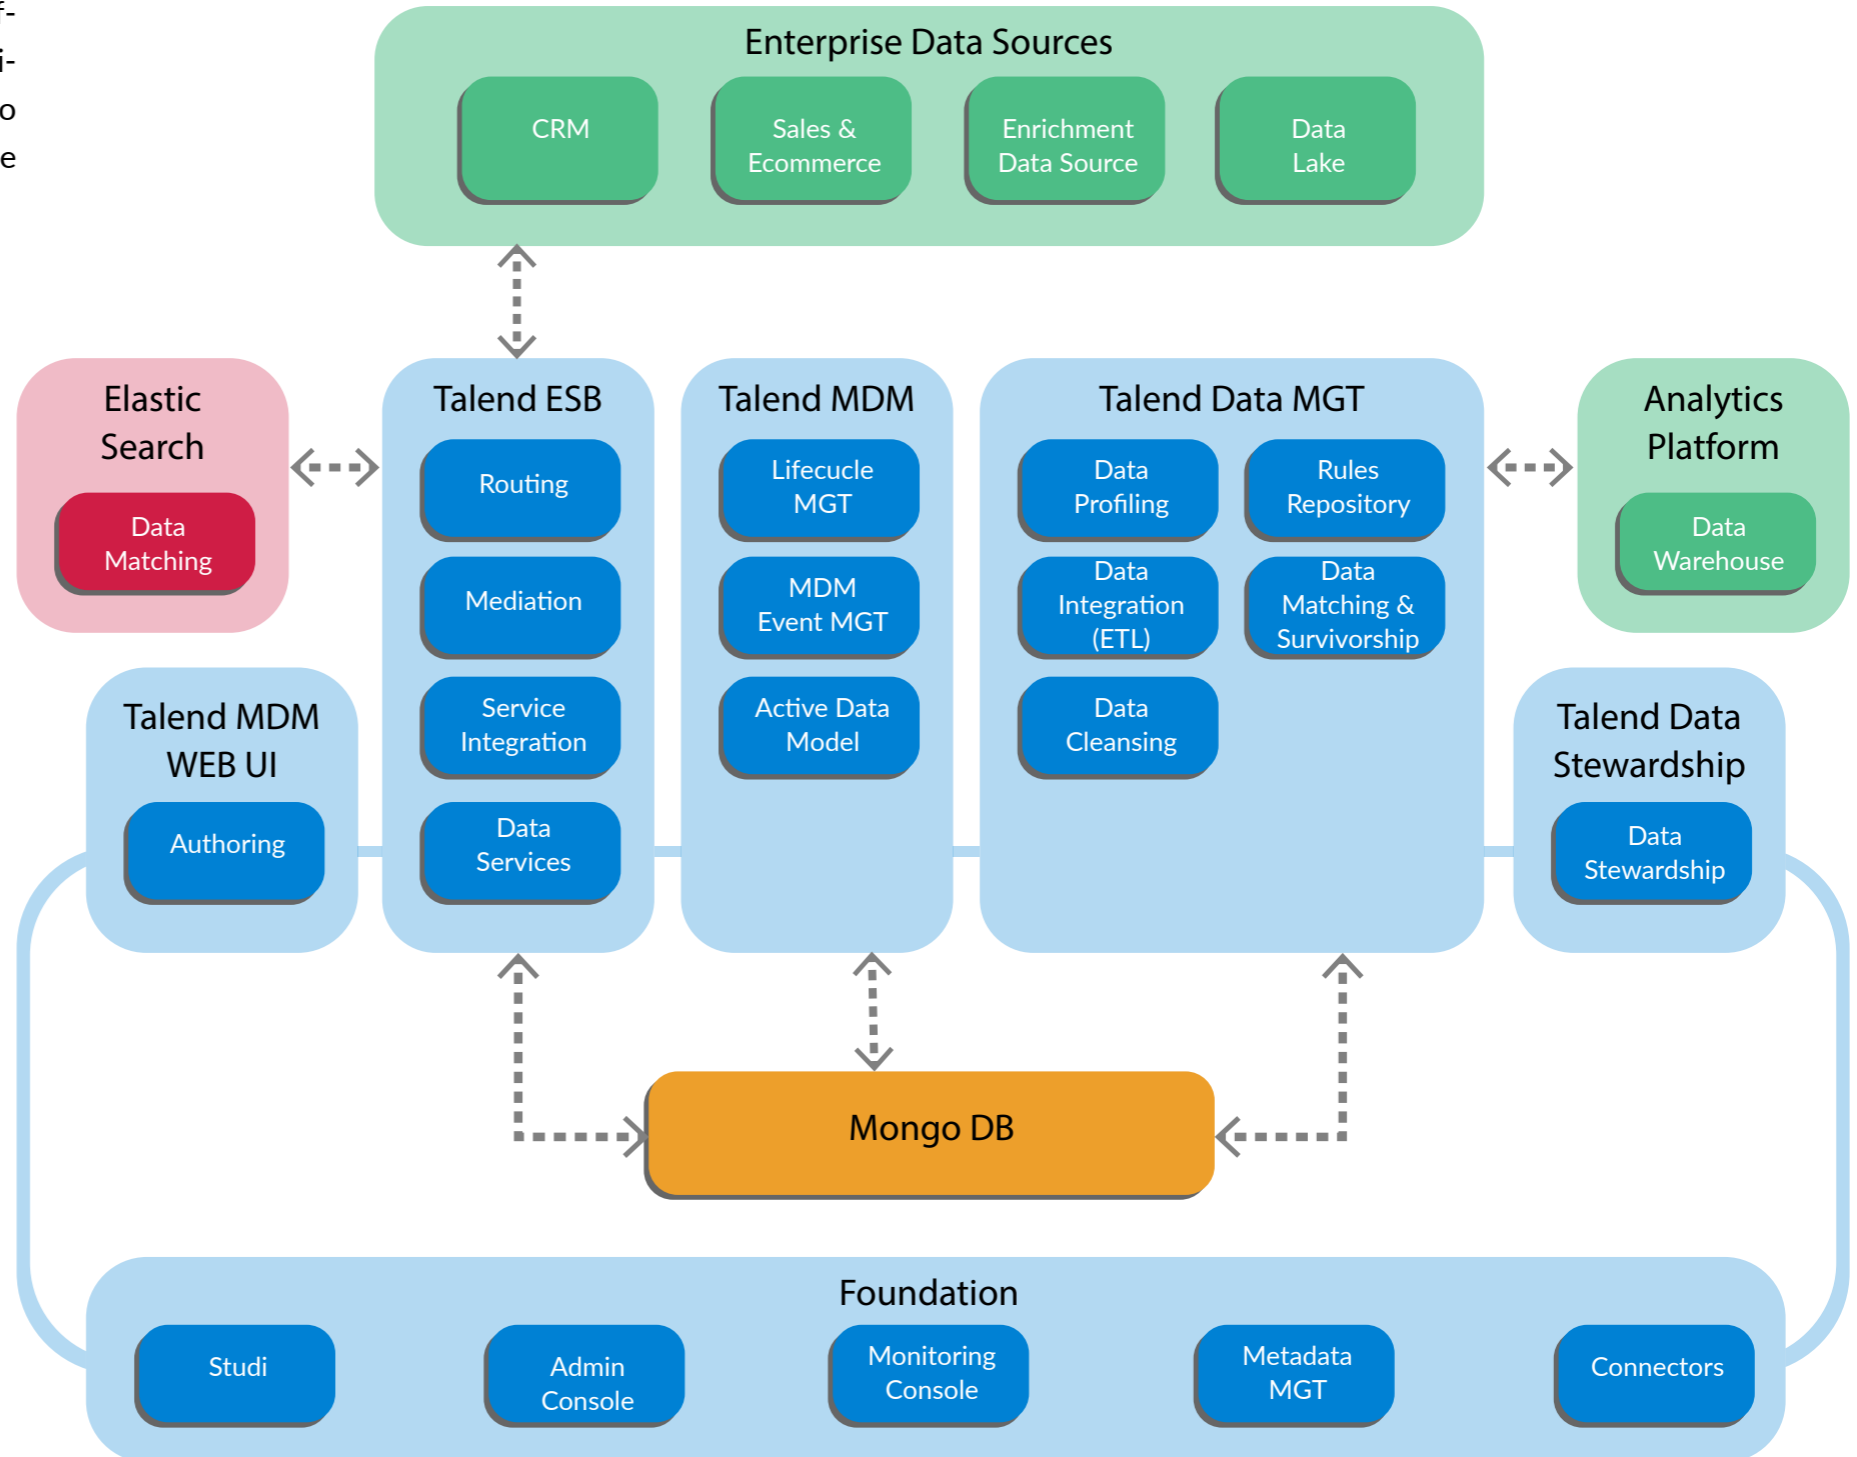 f-
i-
o
e
Enterprise Data Sources
CRM
Sales &
Ecommerce
Enrichment
Data Source
Data
Lake
Elastic
Search
Data
Matching
Talend ESB
Routing
Mediation
Service
Integration
Data
Services
Talend MDM
Lifecucle
MGT
MDM
Event MGT
Active Data
Model
Talend Data MGT
Data
Profiling
Rules
Repository
Data
Integration
(ETL)
Data
Matching &
Survivorship
Data
Cleansing
Analytics
Platform
Data
Warehouse
Talend MDM
WEB UI
Authoring
Talend Data
Stewardship
Data
Stewardship
Mongo DB
Foundation
Studi
Admin
Console
Monitoring
Console
Metadata
MGT
Connectors